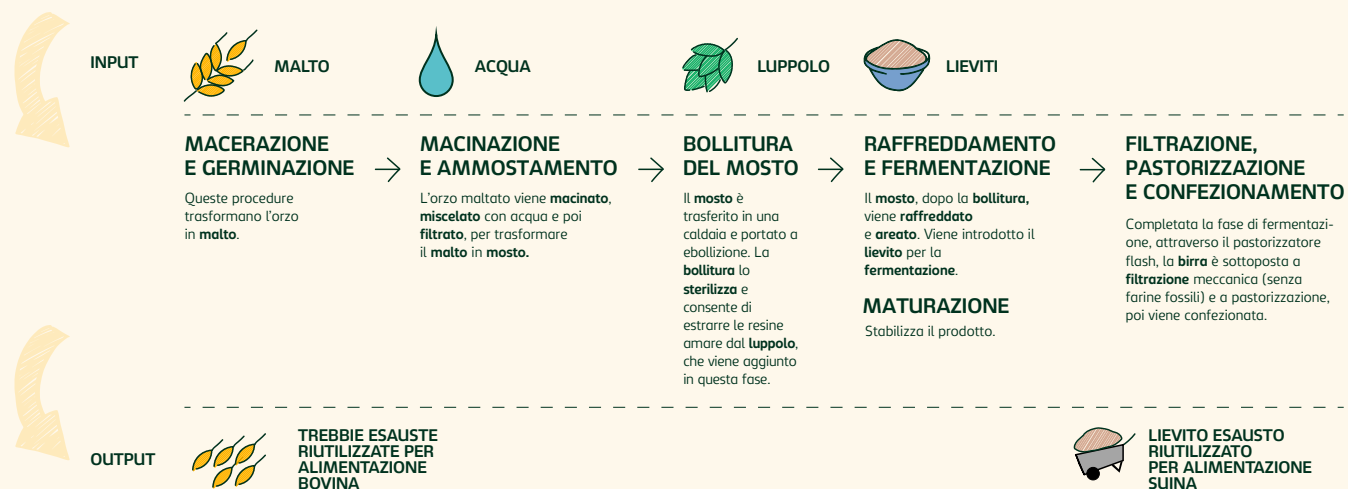 INPUT
MALTO
ACQUA
LUPPOLO
LIEVITI
MACERAZIONE
E GERMINAZIONE
Queste procedure
trasformano l'orzo
in malto.
MACINAZIONE
E AMMOSTAMENTO
L'orzo maltato viene macinato,
miscelato con acqua e poi
filtrato, per trasformare
il malto in mosto.
BOLLITURA
DEL MOSTO
Il mosto è
trasferito in una
caldaia e portato a
ebollizione. La
bollitura lo
sterilizza e
consente di
estrarre le resine
amare dal luppolo,
che viene aggiunto
in questa fase.
RAFFREDDAMENTO
E FERMENTAZIONE
Il mosto, dopo la bollitura,
viene raffreddato
e areato. Viene introdotto il
lievito per la
fermentazione.
MATURAZIONE
Stabilizza il prodotto.
FILTRAZIONE,
PASTORIZZAZIONE
E CONFEZIONAMENTO
Completata la fase di fermentazi-
one, attraverso il pastorizzatore
flash, la birra è sottoposta a
filtrazione meccanica (senza
farine fossili) e a pastorizzazione,
poi viene confezionata.
OUTPUT
TREBBIE ESAUSTE
RIUTILIZZATE PER
ALIMENTAZIONE
BOVINA
LIEVITO ESAUSTO
RIUTILIZZATO
PER ALIMENTAZIONE
SUINA